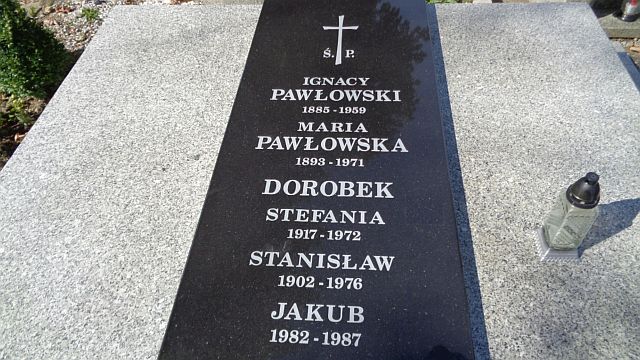 Ś. P.
IGNACY
PAWŁOWSKI
1885 - 1959
MARIA
PAWŁOWSKA
1893 - 1971
DOROBEK
STEFANIA
1917 - 1972
STANISŁAW
1902 - 1976
JAKUB
1982 - 1987